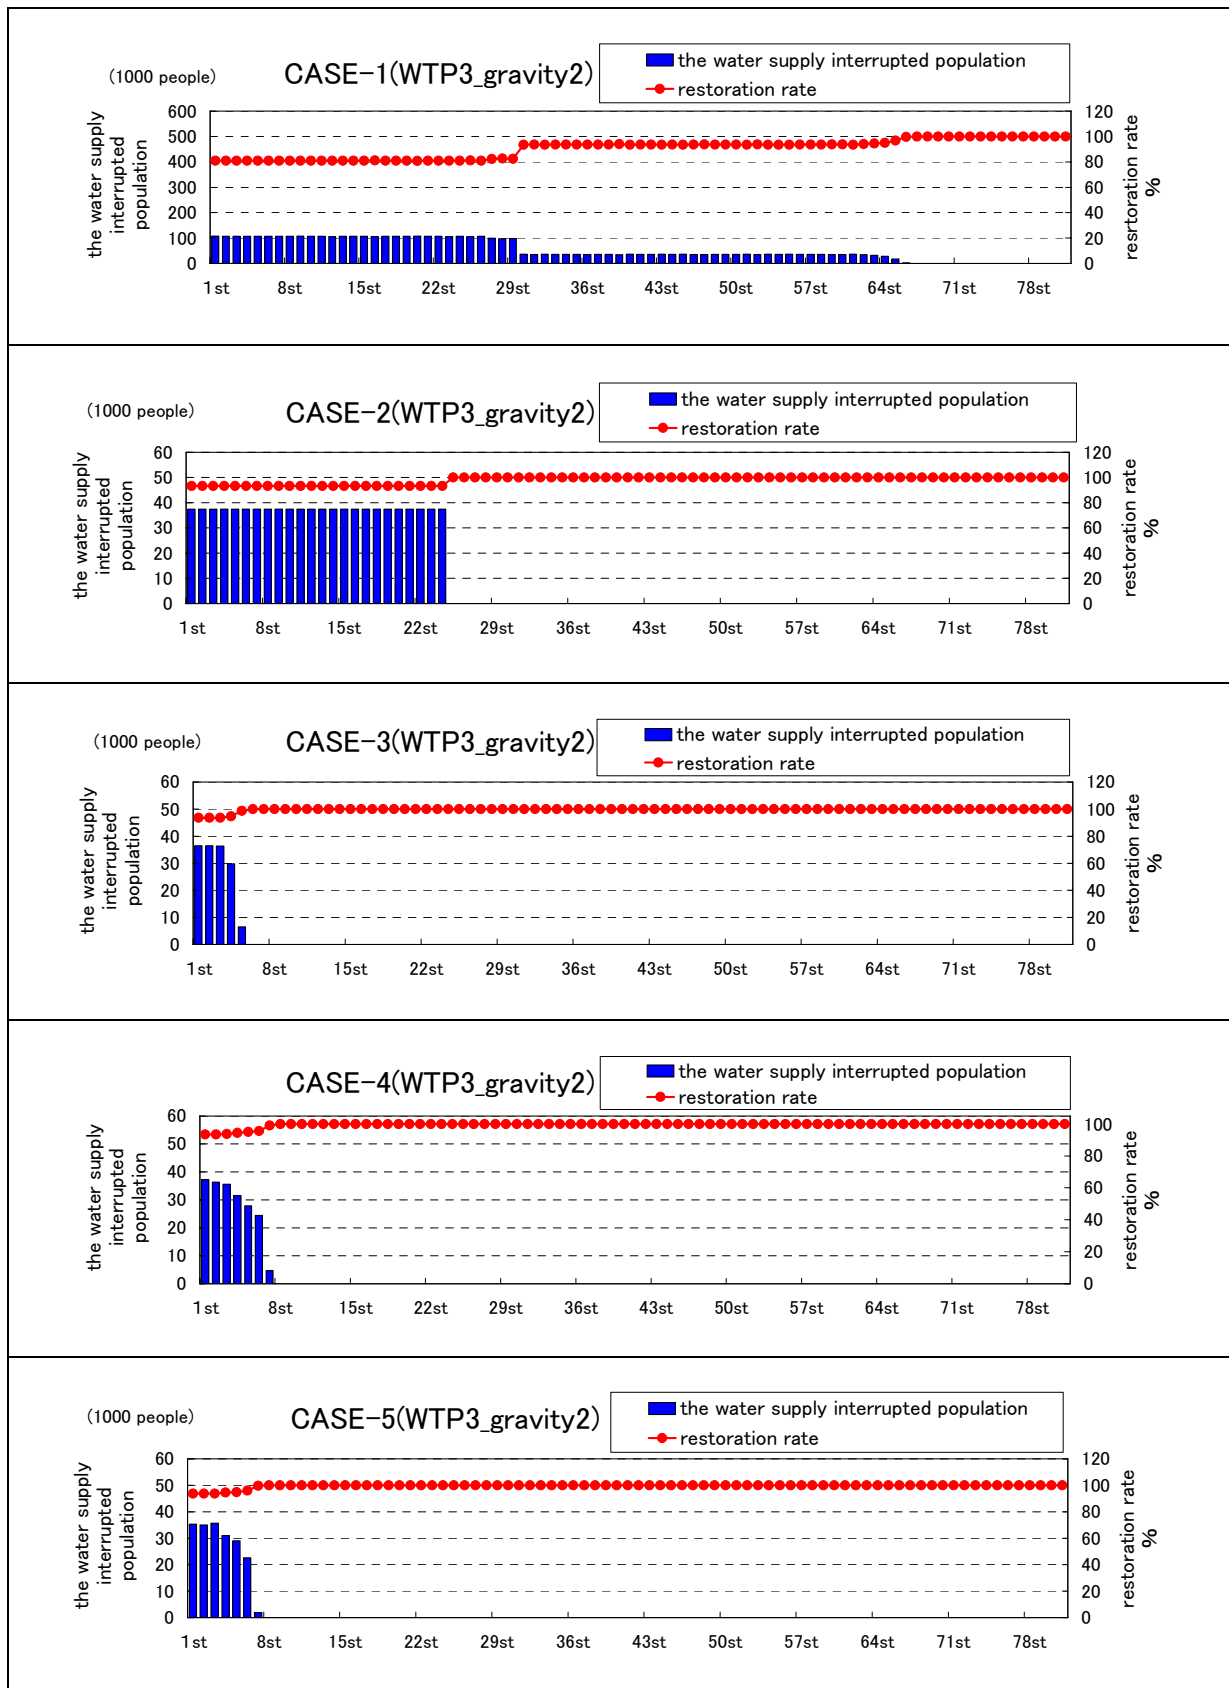 (1000 people)
CASE-1(WTP3_gravity2)
the water supply interrupted population
restoration rate
the water supply
interrupted
population
600
500
400
300
200
100
0
120
100
80
60
40
20
0
resrtoration rate
%
1st 8st 15st 22st 29st 36st 43st 50st 57st 64st 71st 78st
(1000 people)
CASE-2(WTP3_gravity2)
the water supply interrupted population
restoration rate
the water supply
interrupted
population
60
50
40
30
20
10
0
120
100
80
60
40
20
0
restoration rate
%
1st 8st 15st 22st 29st 36st 43st 50st 57st 64st 71st 78st
(1000 people)
CASE-3(WTP3_gravity2)
the water supply interrupted population
restoration rate
the water supply
interrupted
population
60
50
40
30
20
10
0
120
100
80
60
40
20
0
restoration rate
%
1st 8st 15st 22st 29st 36st 43st 50st 57st 64st 71st 78st
CASE-4(WTP3_gravity2)
the water supply interrupted population
restoration rate
the water supply
interrupted
population
60
50
40
30
20
10
0
100
80
60
40
20
0
restoration rate
%
1st 8st 15st 22st 29st 36st 43st 50st 57st 64st 71st 78st
(1000 people)
CASE-5(WTP3_gravity2)
the water supply interrupted population
restoration rate
the water supply
interrupted
population
60
50
40
30
20
10
0
120
100
80
60
40
20
0
restoration rate
%
1st 8st 15st 22st 29st 36st 43st 50st 57st 64st 71st 78st